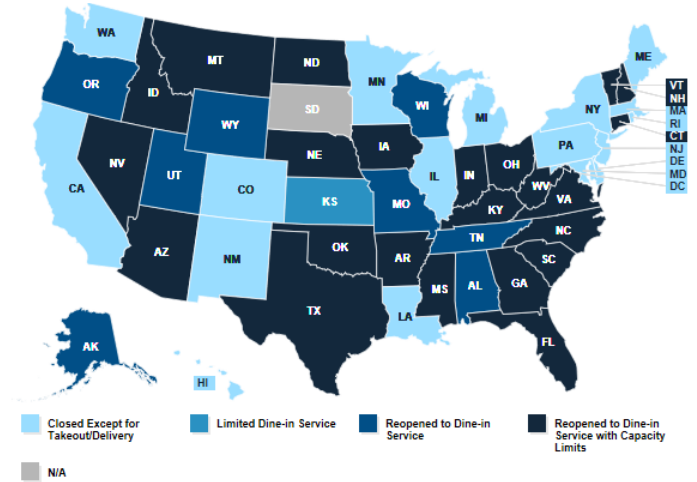 WA
ME
MT
ND
MN
VT
OR
NH
ID
WI
NY
MA
SD
MI
RI
WY
CT
PA
NJ
IA
NE
DE
OH
NV
IL
IN
MD
UT
WV
DC
CA
CO
VA
KS
MO
KY
NC
TN
OK
AZ
NM
AR
SC
MS
AL
GA
TX
LA
FL
AK
HI
Closed Except for
Takeout/Delivery
Limited Dine-in Service
Reopened to Dine-in
Service
Reopened to Dine-in
Service with Capacity
Limits
N/A